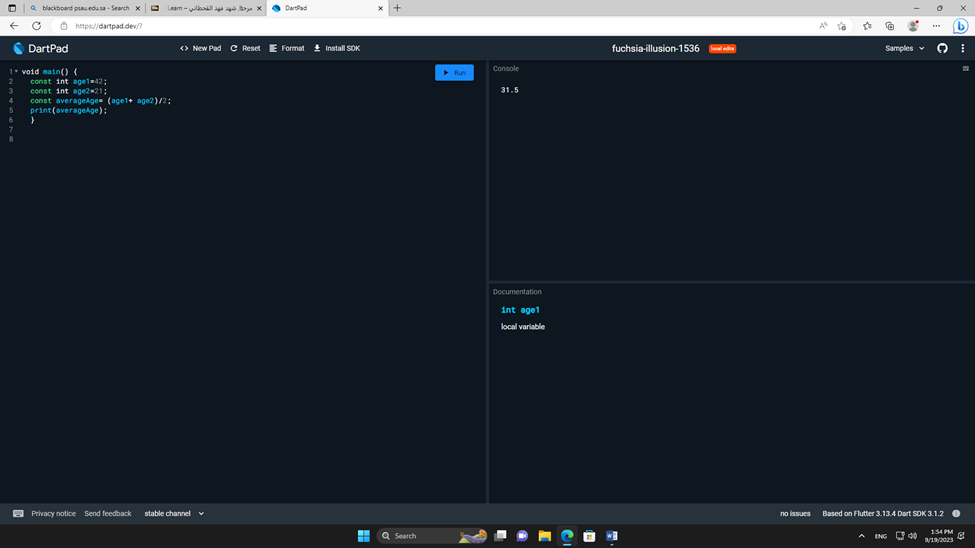 blackboard psau.edu.sa - Search
مرحبًا, شهد فهد القحطاني – Learn
DartPad
https://dartpad.dev/?
DartPad
New Pad
Reset
Format
Install SDK
fuchsia-illusion-1536
local edits
Samples
1 void main() {
2 const int age1=42;
3 const int age2=21;
4 const averageAge= (age1+ age2)/2;
5 print(averageAge);
6 }
7
8
Run
Console
31.5
Documentation
int age1
local variable
Privacy notice
Send feedback
stable channel
no issues
Based on Flutter 3.13.4 Dart SDK 3.1.2
Search
ENG
1:54 PM
9/19/2023